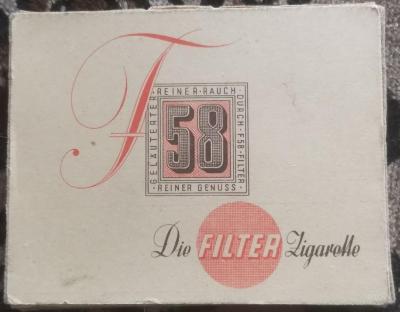 F
58
GELÄUTERTER · REINER · RAUCH · DURCH · F58 · FILTER · REINER GENUSS ·
Die FILTER Zigarette